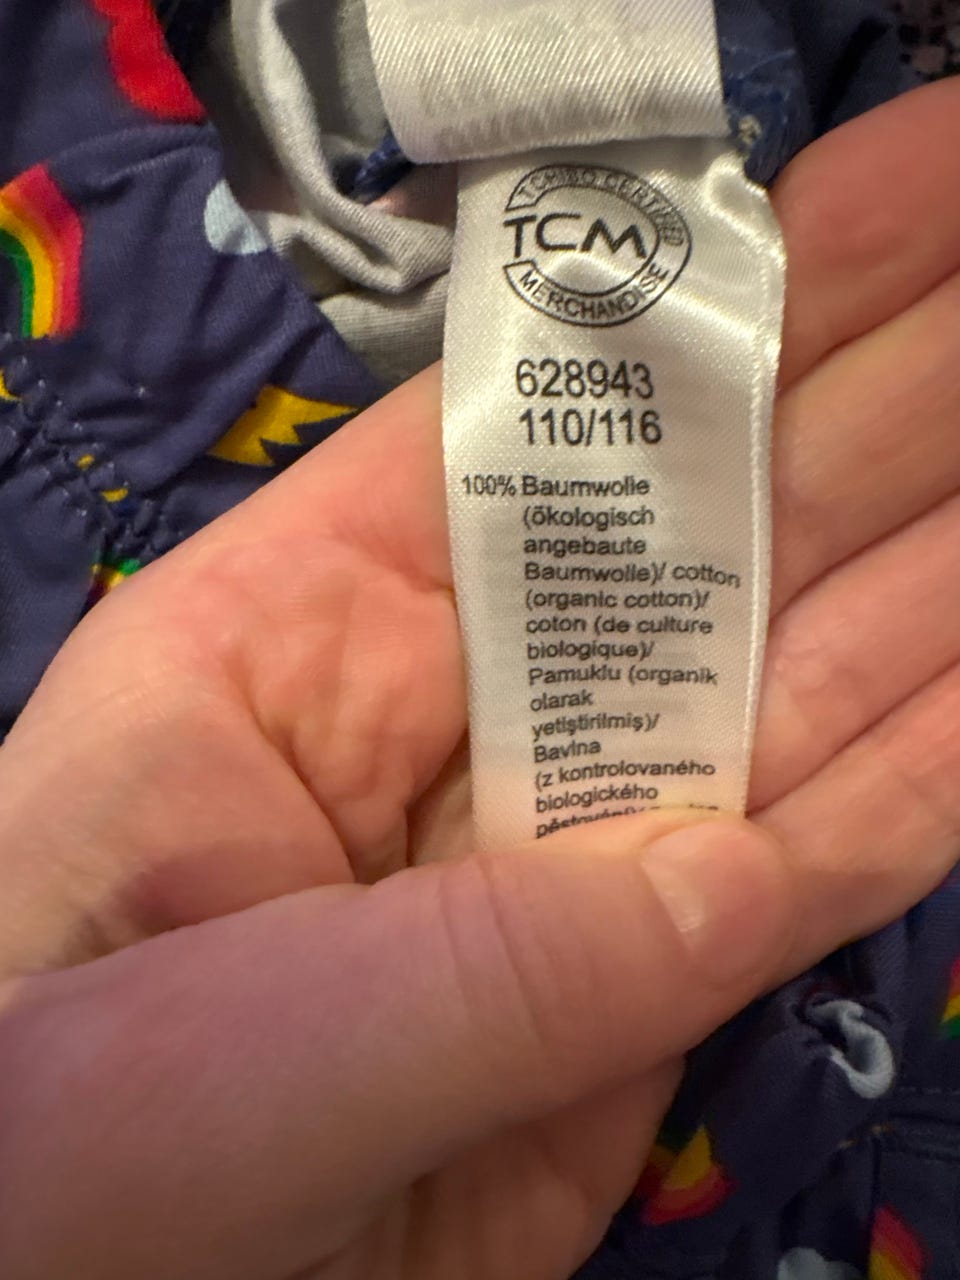 TCHIBO CERTIFIED
TCM
MERCHANDISE
628943
110/116
100% Baumwolle
(ökologisch
angebaute
Baumwolle)/ cotton
(organic cotton)/
coton (de culture
biologique)/
Pamuklu (organik
olarak
yetiştirilmiş)/
Bavlna
(z kontrolovaného
biologického
pěstování)/